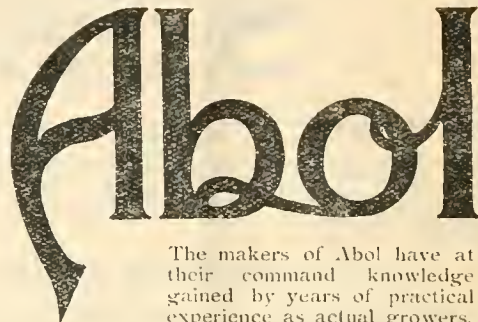 Abol
The makers of Abol have at
their command knowledge
gained by years of practical
experience as actual growers.